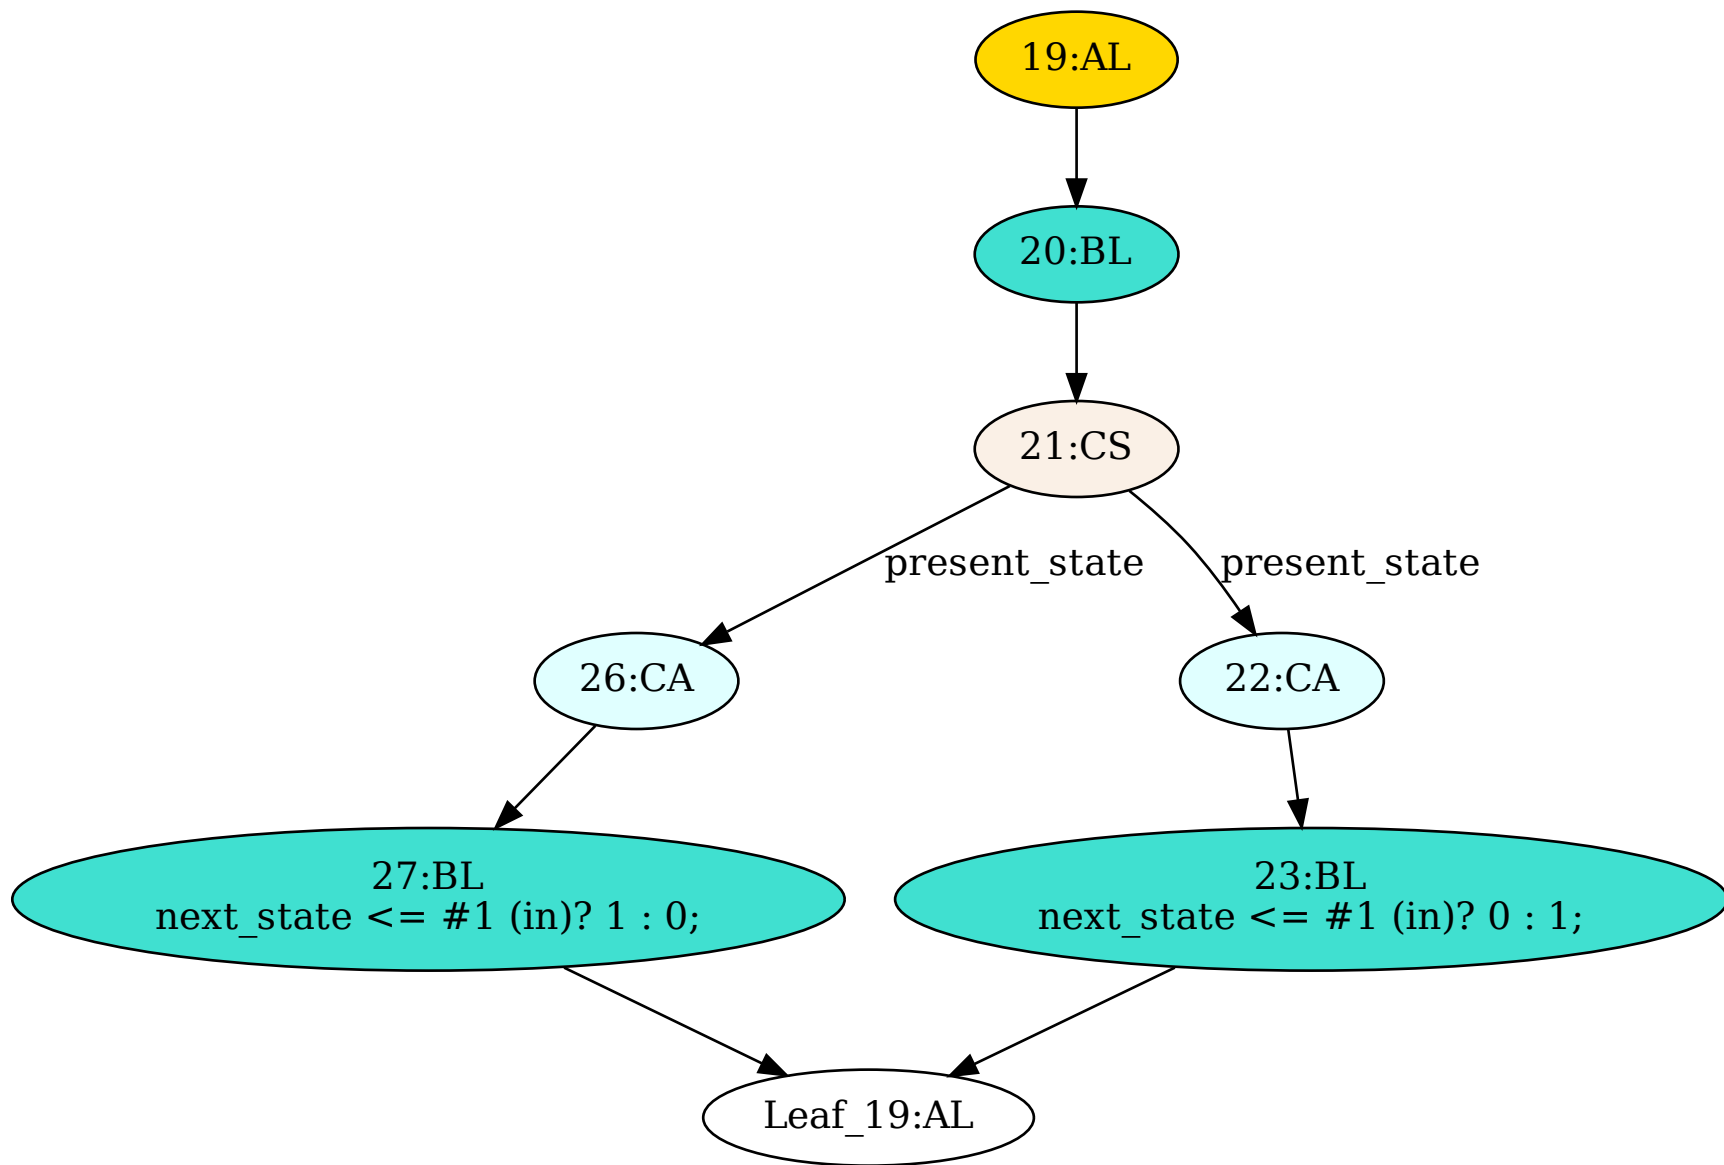 19:AL
20:BL
21:CS
present_state
present_state
26:CA
22:CA
27:BL
next_state <= #1 (in)? 1 : 0;
23:BL
next_state <= #1 (in)? 0 : 1;
Leaf_19:AL